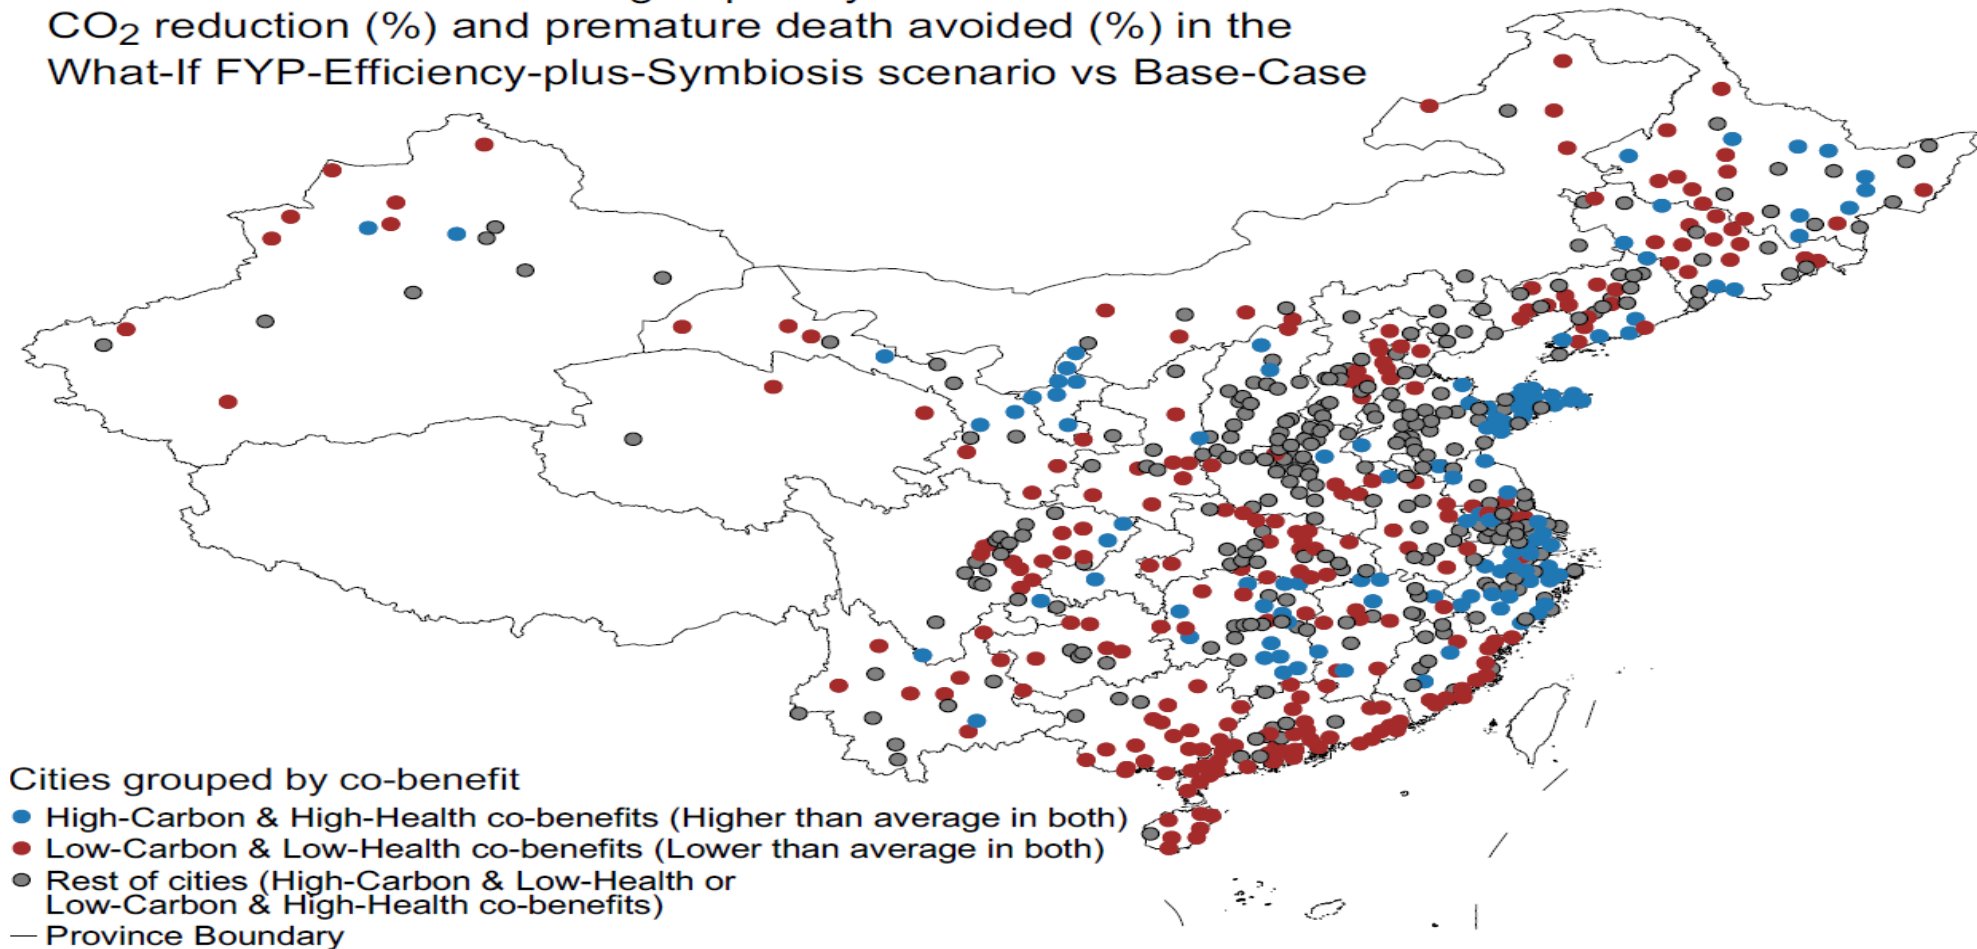 CO2 reduction (%) and premature death avoided (%) in the
What-If FYP-Efficiency-plus-Symbiosis scenario vs Base-Case
Cities grouped by co-benefit
High-Carbon & High-Health co-benefits (Higher than average in both)
Low-Carbon & Low-Health co-benefits (Lower than average in both)
Rest of cities (High-Carbon & Low-Health or
Low-Carbon & High-Health co-benefits)
Province Boundary